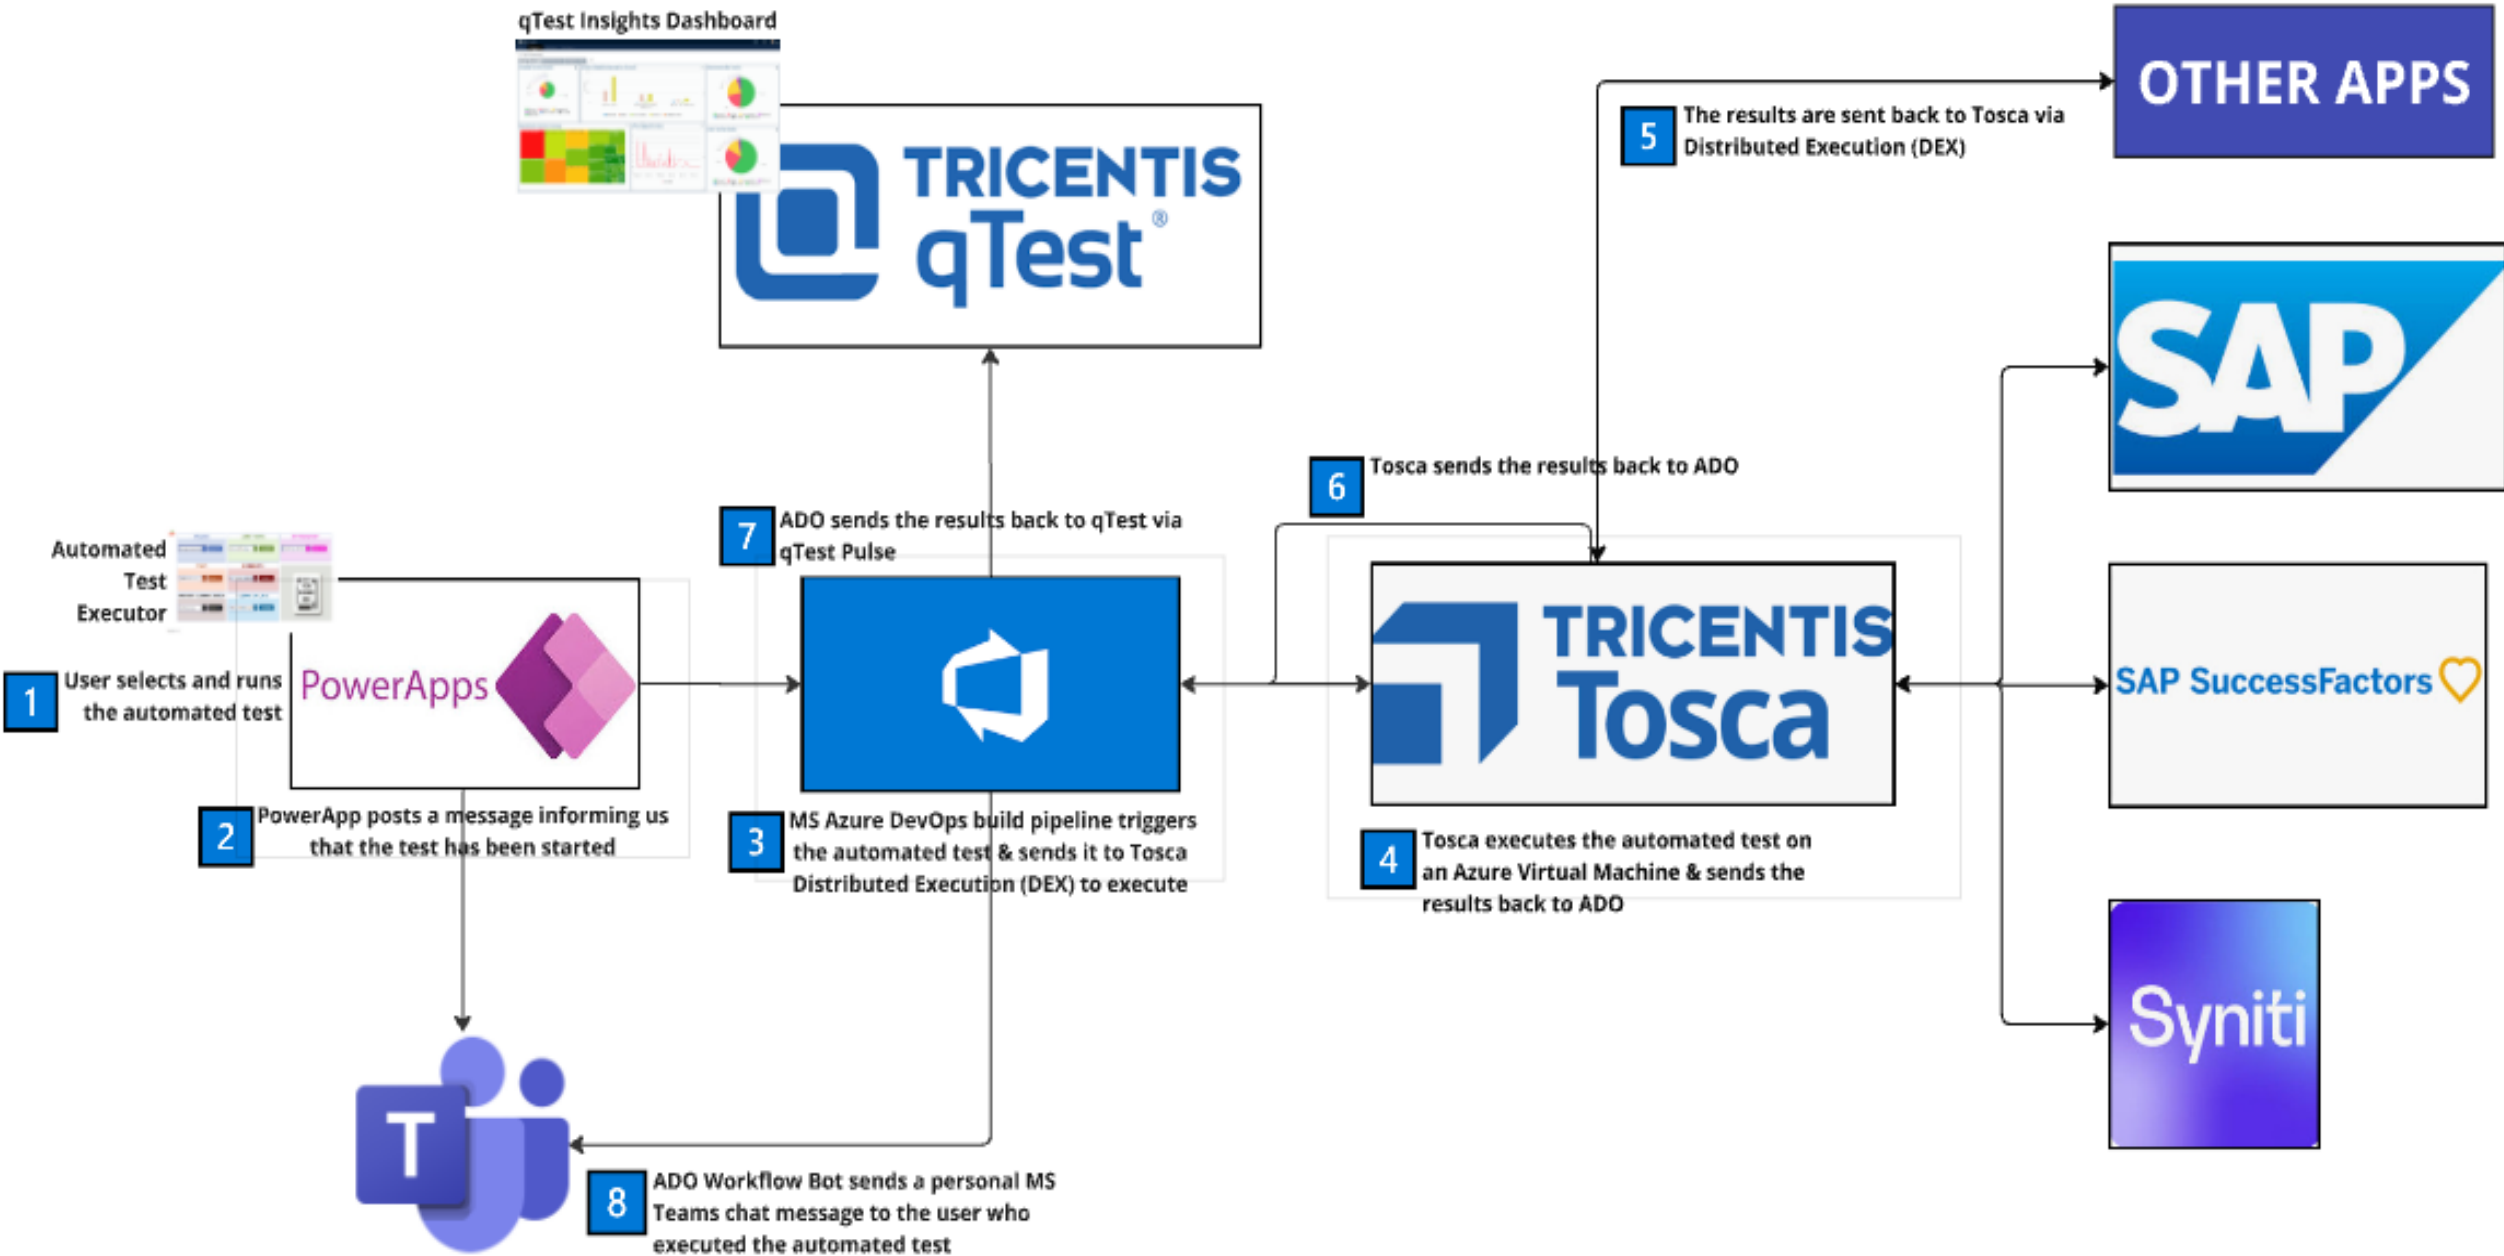 qTest Insights Dashboard
TRICENTIS
qTest®
OTHER APPS
5
The results are sent back to Tosca via
Distributed Execution (DEX)
SAP
6
Tosca sends the results back to ADO
7
ADO sends the results back to qTest via
qTest Pulse
Automated
Test
Executor
1
User selects and runs
the automated test
PowerApps
TRICENTIS
Tosca
SAP SuccessFactors
2
PowerApp posts a message informing us
that the test has been started
3
MS Azure DevOps build pipeline triggers
the automated test & sends it to Tosca
Distributed Execution (DEX) to execute
4
Tosca executes the automated test on
an Azure Virtual Machine & sends the
results back to ADO
Syniti
T
8
ADO Workflow Bot sends a personal MS
Teams chat message to the user who
executed the automated test